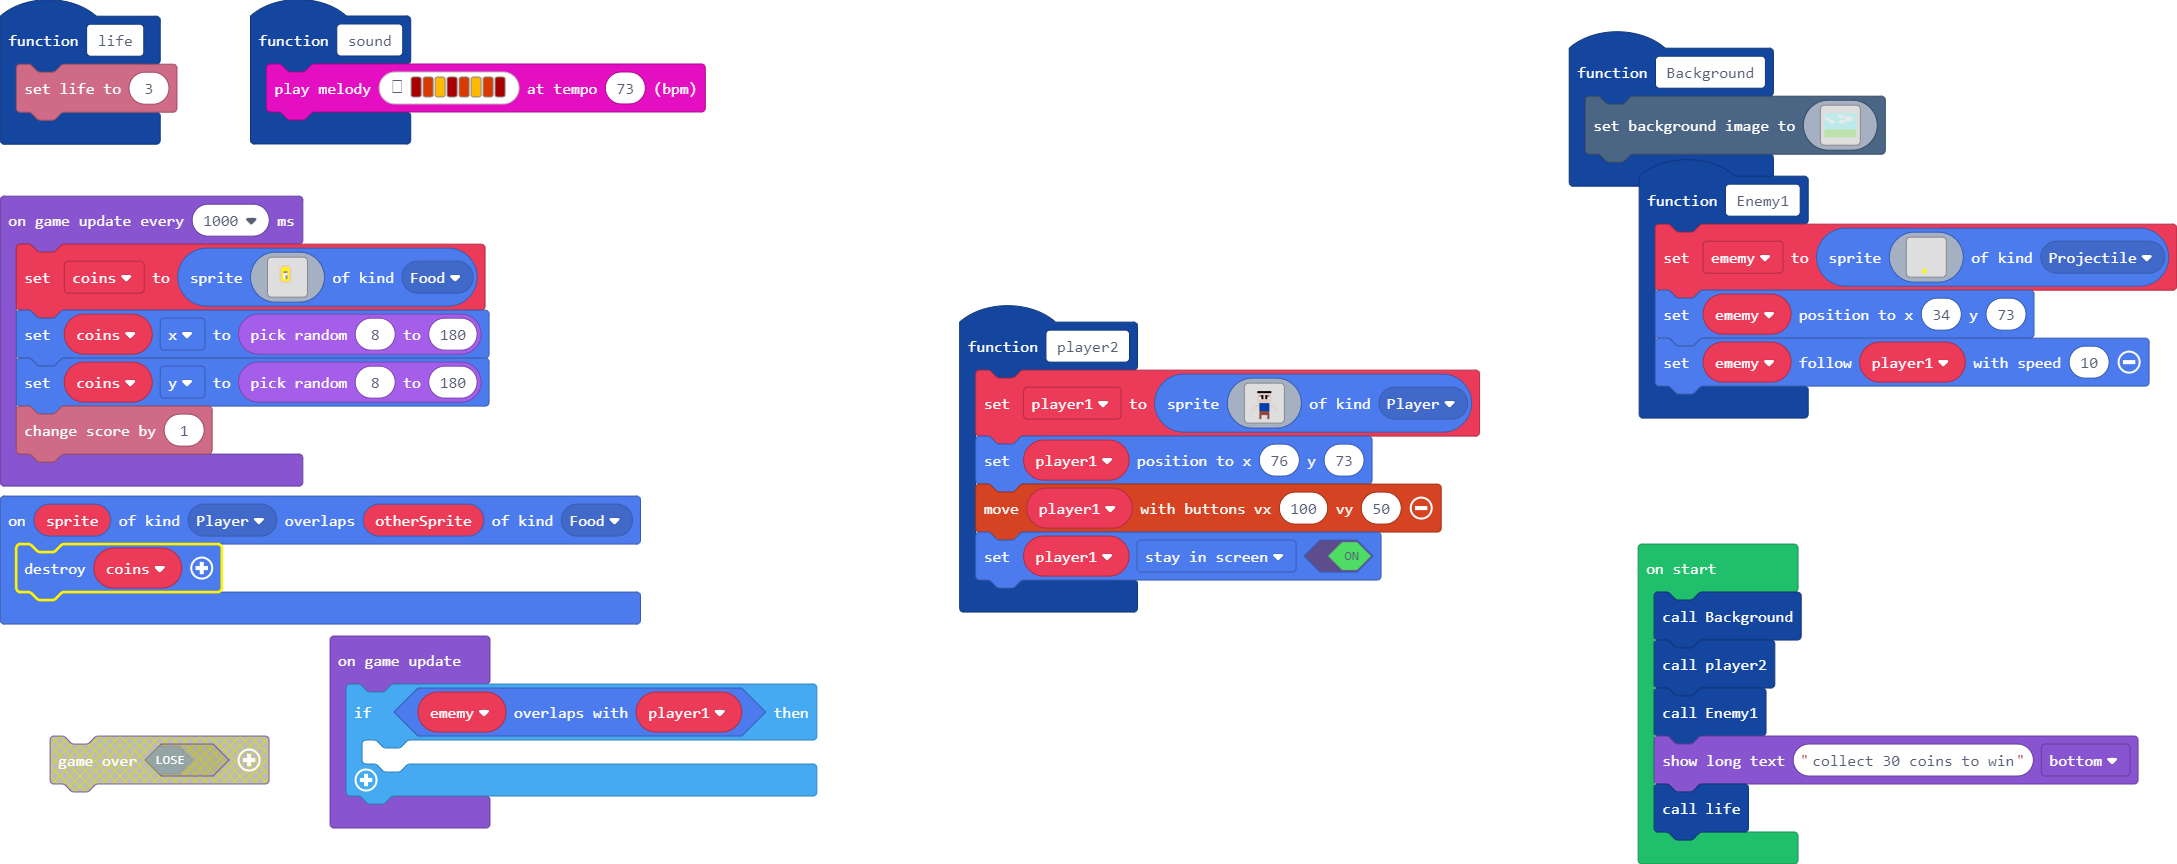 function life
set life to 3
function sound
play melody at tempo 73 (bpm)
function Background
set background image to
function Enemy1
set ememy to sprite of kind Projectile
set ememy position to x 34 y 73
set ememy follow player1 with speed 10
on game update every 1000 ms
set coins to sprite of kind Food
set coins x to pick random 8 to 180
set coins y to pick random 8 to 180
change score by 1
on sprite of kind Player overlaps otherSprite of kind Food
destroy coins
function player2
set player1 to sprite of kind Player
set player1 position to x 76 y 73
move player1 with buttons vx 100 vy 50
set player1 stay in screen ON
on game update
if ememy overlaps with player1 then
game over LOSE
on start
call Background
call player2
call Enemy1
show long text "collect 30 coins to win" bottom
call life